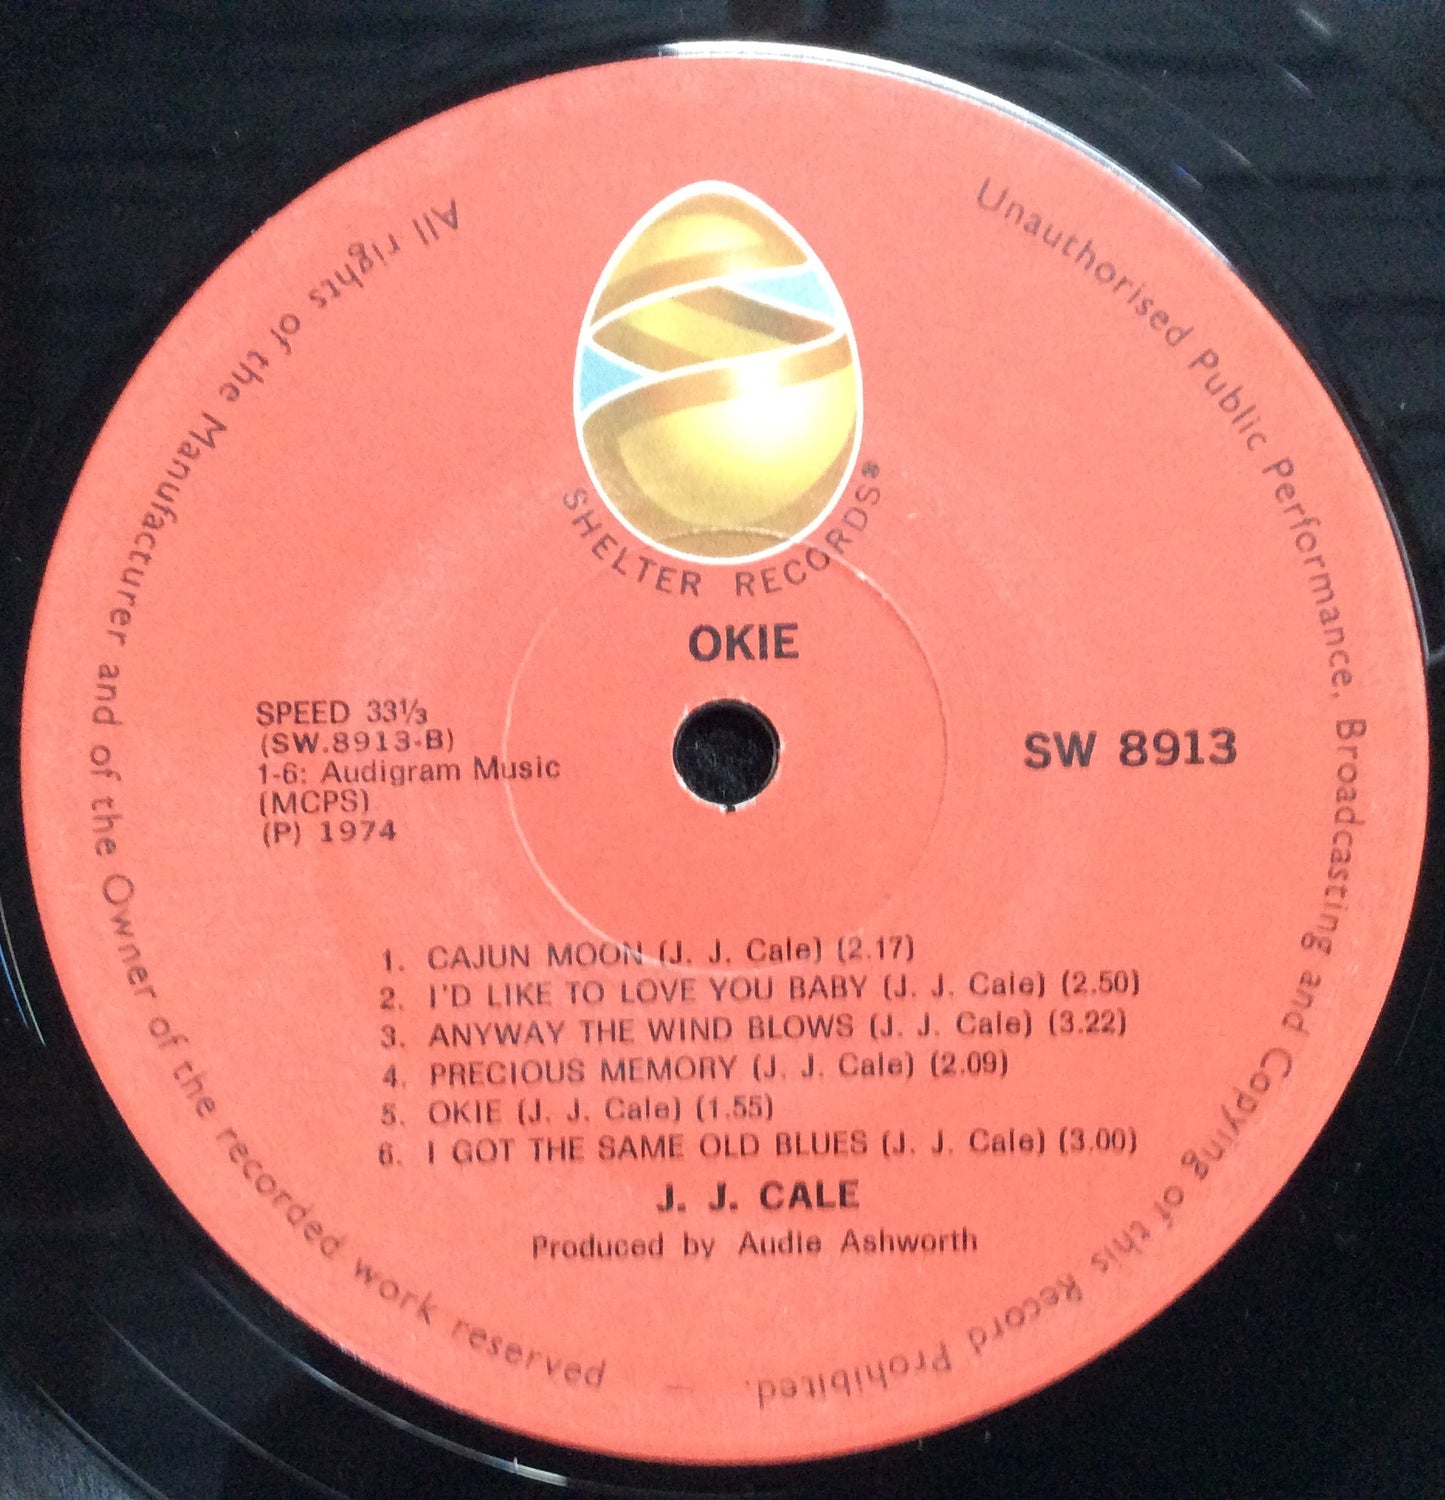 Unauthorised Public Performance, Broadcasting and Copying of this Record Prohibited. —
All rights of the Manufacturer and of the Owner of the recorded work reserved
SHELTER RECORDS®
OKIE
SPEED 33⅓
(SW.8913-B)
1-6: Audigram Music
(MCPS)
(P) 1974
SW 8913
1. CAJUN MOON (J. J. Cale) (2.17)
2. I'D LIKE TO LOVE YOU BABY (J. J. Cale) (2.50)
3. ANYWAY THE WIND BLOWS (J. J. Cale) (3.22)
4. PRECIOUS MEMORY (J. J. Cale) (2.09)
5. OKIE (J. J. Cale) (1.55)
6. I GOT THE SAME OLD BLUES (J. J. Cale) (3.00)
J. J. CALE
Produced by Audie Ashworth